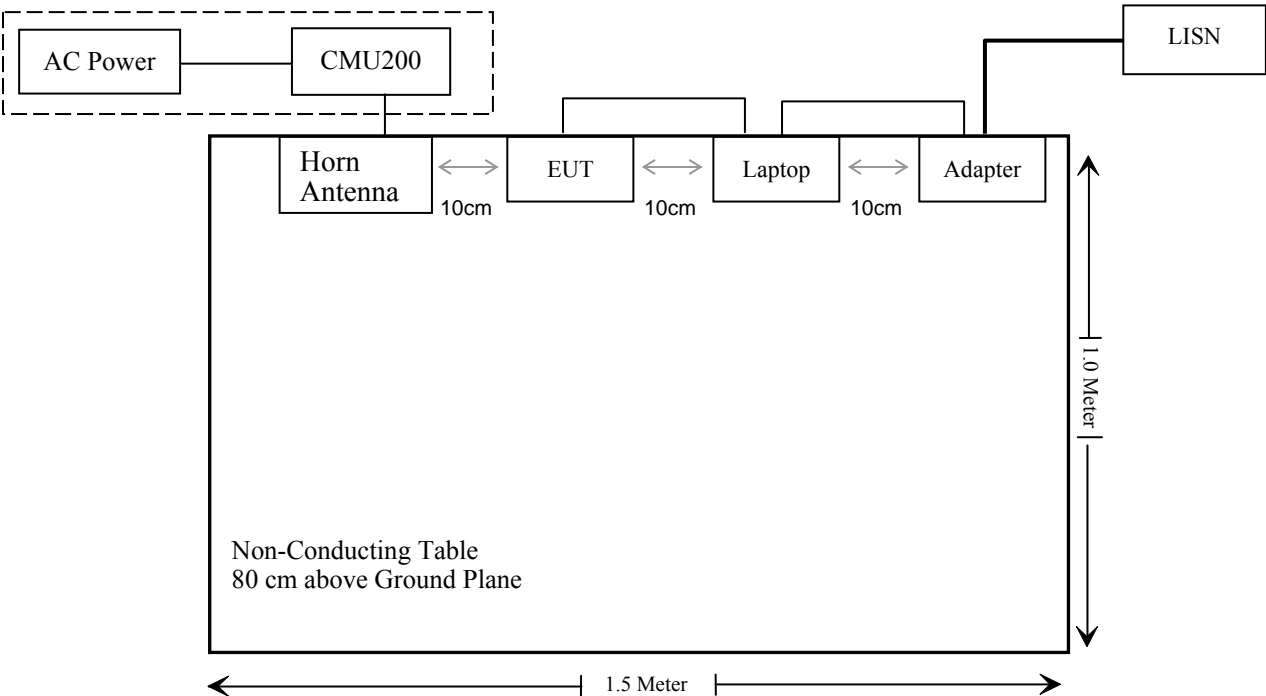 AC Power
CMU200
LISN
Horn
Antenna
EUT
Laptop
Adapter
10cm
10cm
10cm
1.0 Meter
Non-Conducting Table
80 cm above Ground Plane
1.5 Meter